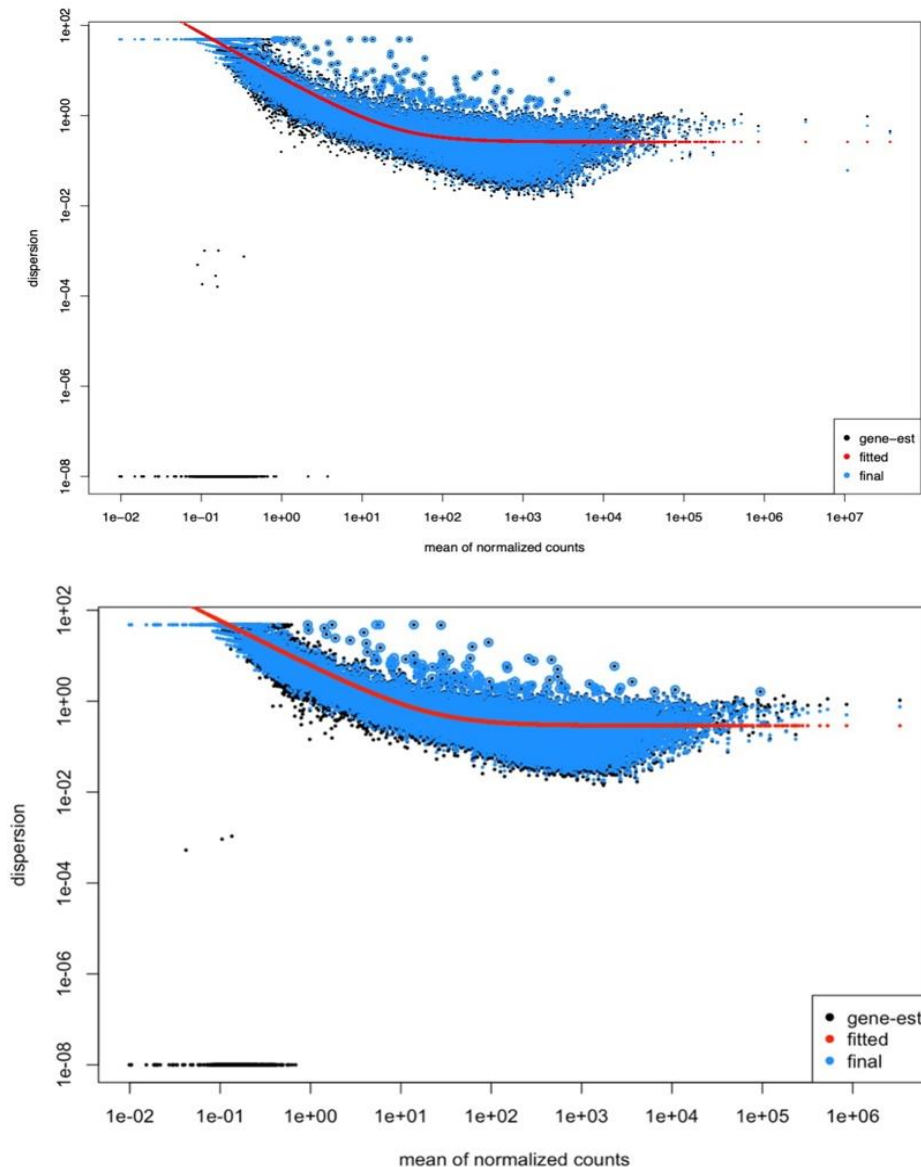 1e+02
1e+00
1e-02
1e-04
1e-06
1e-08
dispersion
gene-est
fitted
final
1e-02 1e-01 1e+00 1e+01 1e+02 1e+03 1e+04 1e+05 1e+06 1e+07
mean of normalized counts
1e+02
1e+00
1e-02
1e-04
1e-06
1e-08
dispersion
gene-est
fitted
final
1e-02 1e-01 1e+00 1e+01 1e+02 1e+03 1e+04 1e+05 1e+06
mean of normalized counts